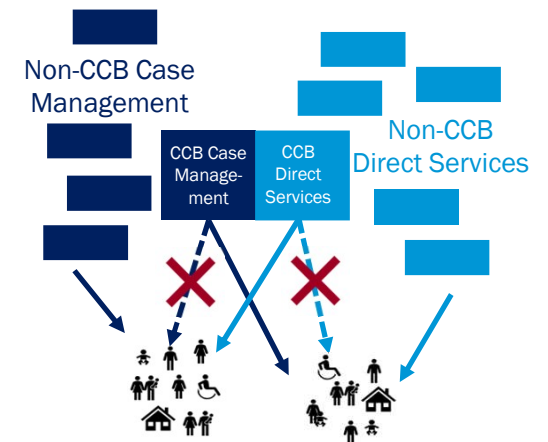 Non-CCB Case
Management
CCB Case
Manage-
ment
CCB
Direct
Services
Non-CCB
Direct Services